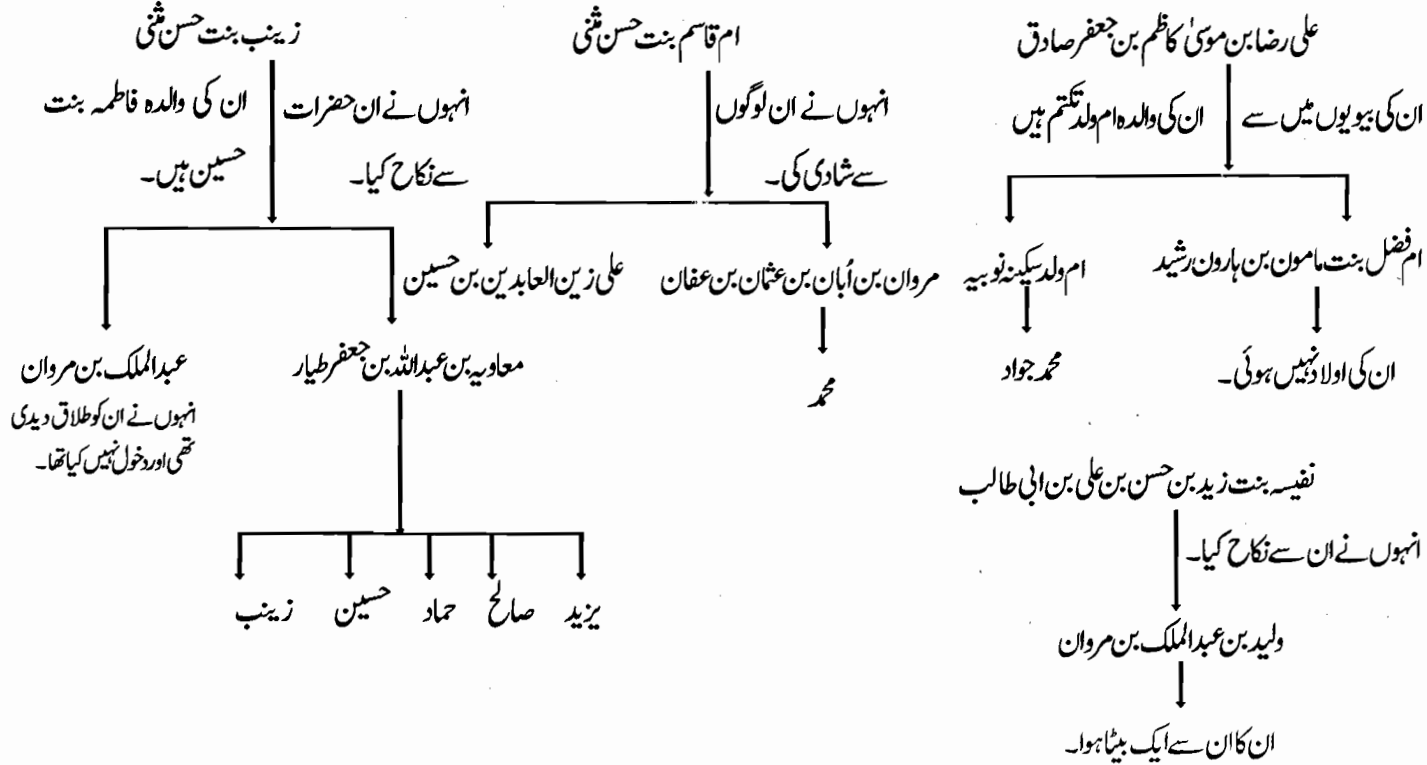 علی رضا بن موسیٰ کاظم بن جعفر صادق
ان کی بیویوں میں سے
ان کی والدہ ام ولد تکتم ہیں
ام فضل بنت مامون بن ہارون رشید
ان کی اولاد نہیں ہوئی۔
ام ولد سکینہ نوبیہ
محمد جواد
نفیسہ بنت زید بن حسن بن علی بن ابی طالب
انہوں نے ان سے نکاح کیا۔
ولید بن عبدالملک بن مروان
ان کا ان سے ایک بیٹا ہوا۔
ام قاسم بنت حسن مثنی
انہوں نے ان لوگوں
سے شادی کی۔
مروان بن اُبان بن عثمان بن عفان
محمد
علی زین العابدین بن حسین
زینب بنت حسن مثنی
انہوں نے ان حضرات
سے نکاح کیا۔
ان کی والدہ فاطمہ بنت
حسین ہیں۔
معاویہ بن عبداللہ بن جعفر طیار
یزید
صالح
حماد
حسین
زینب
عبدالملک بن مروان
انہوں نے ان کو طلاق دیدی
تھی اور دخول نہیں کیا تھا۔